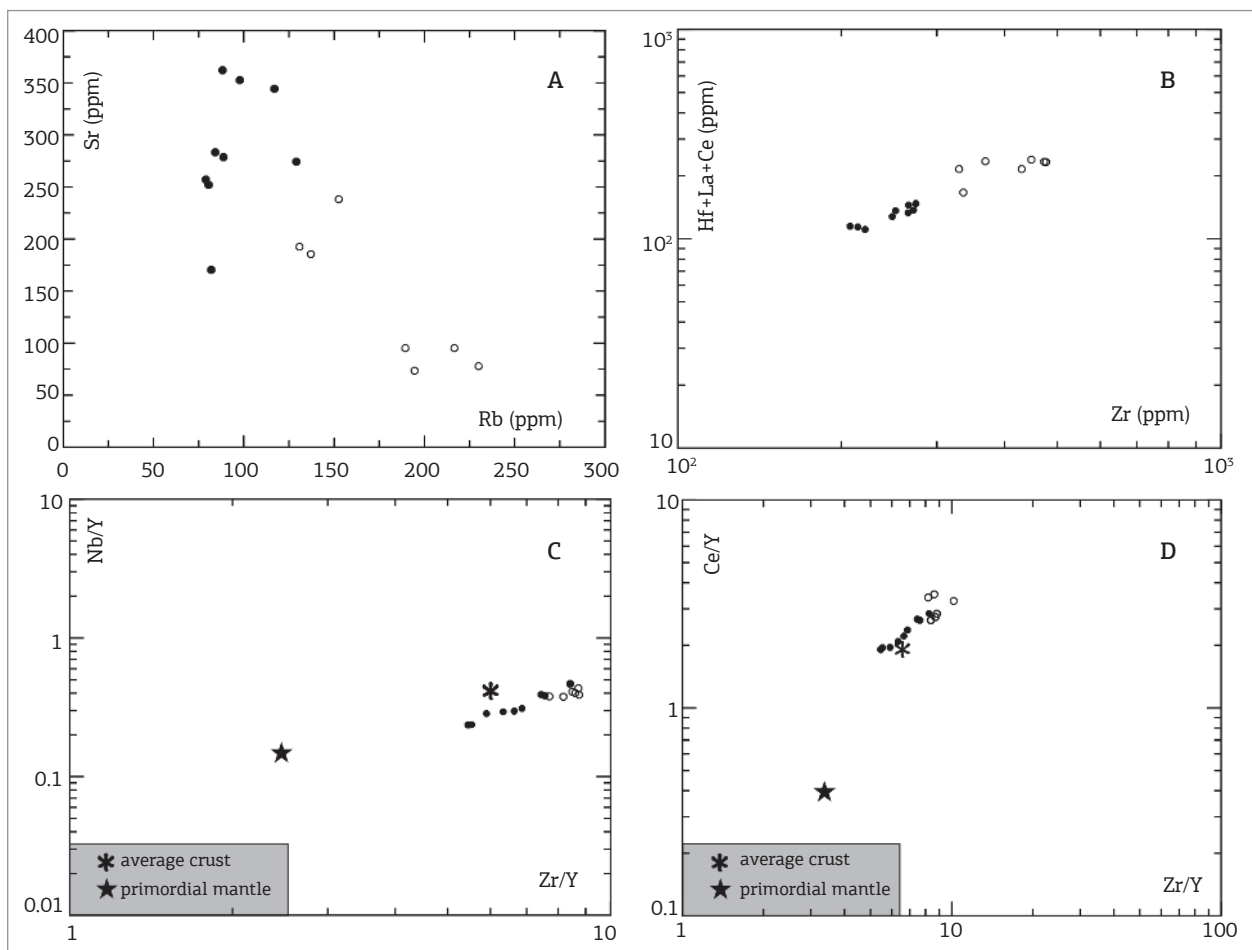 400
350
300
250
200
150
100
50
0
Sr (ppm)
A
Rb (ppm)
0 50 100 150 200 250 300
10³
10²
10
Hf+La+Ce (ppm)
B
Zr (ppm)
10² 10³
10
1
0.1
0.01
Nb/Y
C
average crust
primordial mantle
Zr/Y
1 10
10
1
0.1
Ce/Y
D
average crust
primordial mantle
Zr/Y
1 10 100